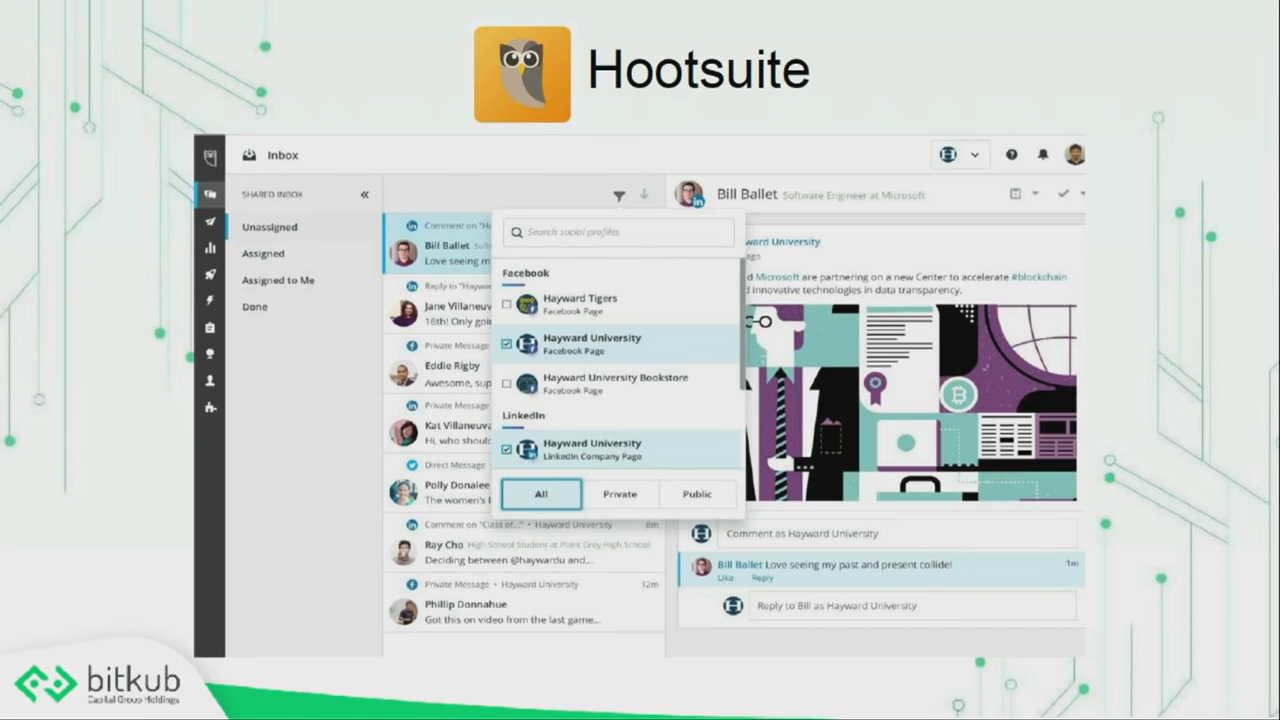 Hootsuite
Inbox
SHARED INBOX «
Unassigned
Assigned
Assigned to Me
Done
Comment on "H
Bill Ballet
Love seeing m
Reply to "Haywar
Jane Villaneuv
16th! Only goi
Private Message
Eddie Rigby
Awesome, sup
Private Message
Kat Villaneuva
Hi, who shoul
Direct Message
Polly Donalee
The women's b
Comment on "Class of..." • Hayward University 8m
Ray Cho High School Student at Point Grey High School
Deciding between @haywardu and...
Private Message • Hayward University 12m
Phillip Donnahue
Got this on video from the last game...
Search social profiles
Facebook
Hayward Tigers
Facebook Page
Hayward University
Facebook Page
Hayward University Bookstore
Facebook Page
LinkedIn
Hayward University
LinkedIn Company Page
All Private Public
Bill Ballet Software Engineer at Microsoft
ward University
ago
d Microsoft are partnering on a new Center to accelerate #blockchain
d innovative technologies in data transparency.
Comment as Hayward University
Bill Ballet Love seeing my past and present collide! 1m
Like Reply
Reply to Bill as Hayward University
bitkub
Capital Group Holdings